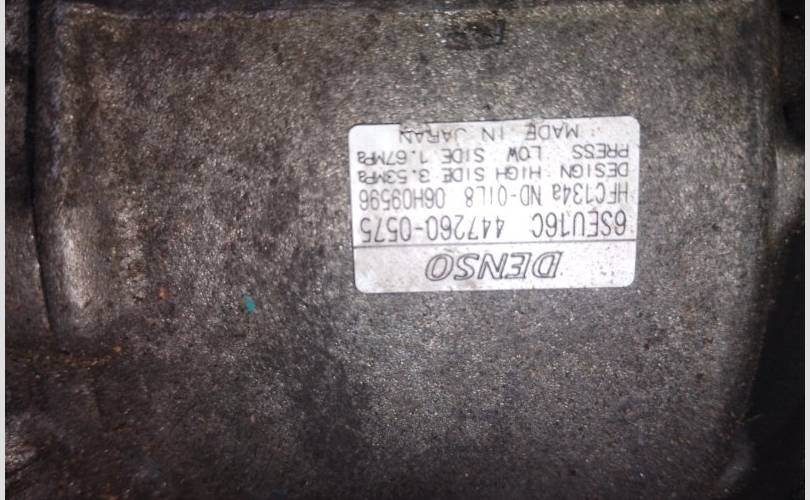 DENSO
6SEU16C 447260-0575
HFC134a ND-OIL8 06H09596
DESIGN HIGH SIDE 3.53MPa
PRESS LOW SIDE 1.67MPa
MADE IN JAPAN